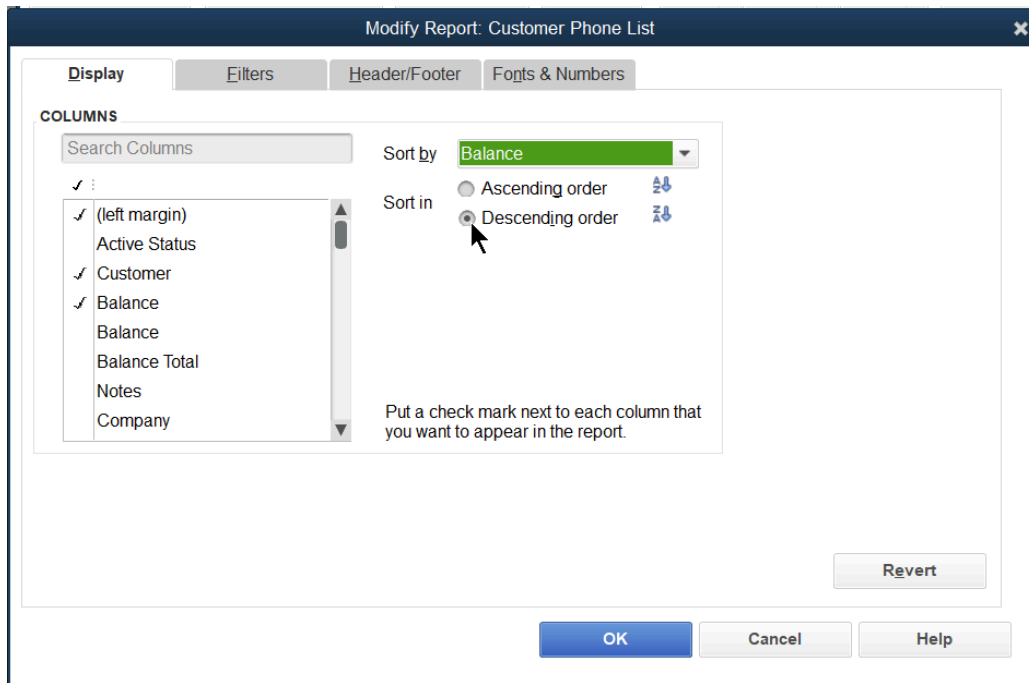 Modify Report: Customer Phone List
Display Filters Header/Footer Fonts & Numbers
COLUMNS
Search Columns
Sort by Balance
Sort in Ascending order
Descending order
(left margin)
Active Status
Customer
Balance
Balance
Balance Total
Notes
Company
Put a check mark next to each column that
you want to appear in the report.
Revert
OK Cancel Help